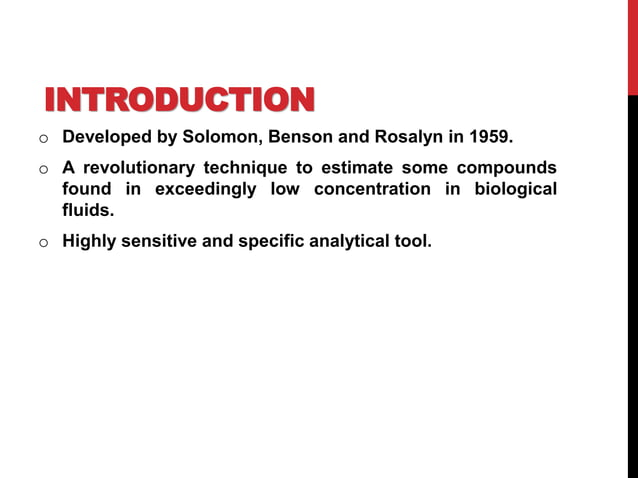 INTRODUCTION
o Developed by Solomon, Benson and Rosalyn in 1959.
o A revolutionary technique to estimate some compounds
found in exceedingly low concentration in biological
fluids.
o Highly sensitive and specific analytical tool.